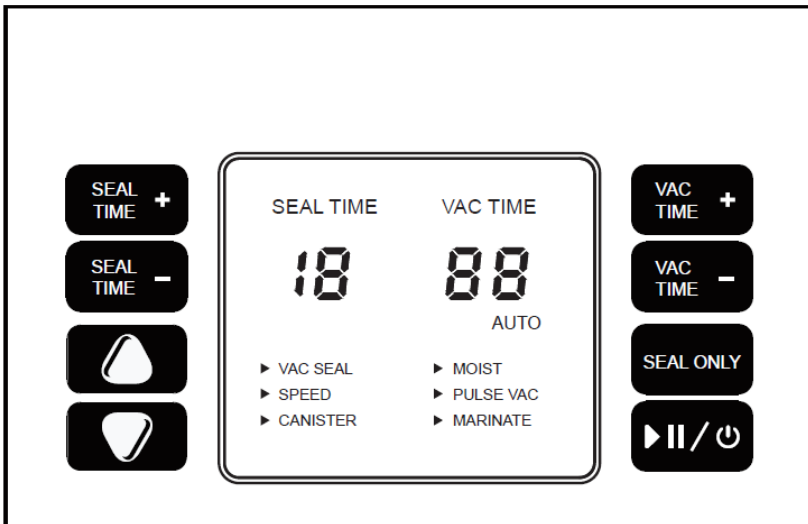 SEAL
TIME +
SEAL
TIME -
SEAL TIME
VAC TIME
18
88
AUTO
▶ VAC SEAL
▶ SPEED
▶ CANISTER
▶ MOIST
▶ PULSE VAC
▶ MARINATE
VAC
TIME +
VAC
TIME -
SEAL ONLY